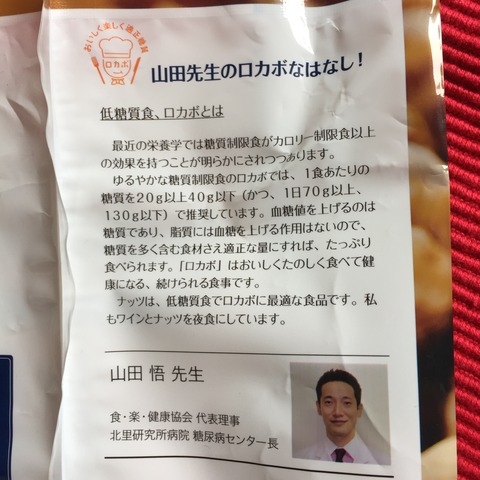 おいしく楽しく適正糖質
ロカボ
山田先生のロカボなはなし!
低糖質食、ロカボとは
最近の栄養学では糖質制限食がカロリー制限食以上
の効果を持つことが明らかにされつつあります。
ゆるやかな糖質制限食のロカボでは、1食あたりの
糖質を20g以上40g以下(かつ、1日70g以上、
130g以下)で推奨しています。血糖値を上げるのは
糖質であり、脂質には血糖を上げる作用はないので、
糖質を多く含む食材さえ適正な量にすれば、たっぷり
食べられます。「ロカボ」はおいしくたのしく食べて健
康になる、続けられる食事です。
ナッツは、低糖質食でロカボに最適な食品です。私
もワインとナッツを夜食にしています。
山田 悟 先生
食・楽・健康協会 代表理事
北里研究所病院 糖尿病センター長